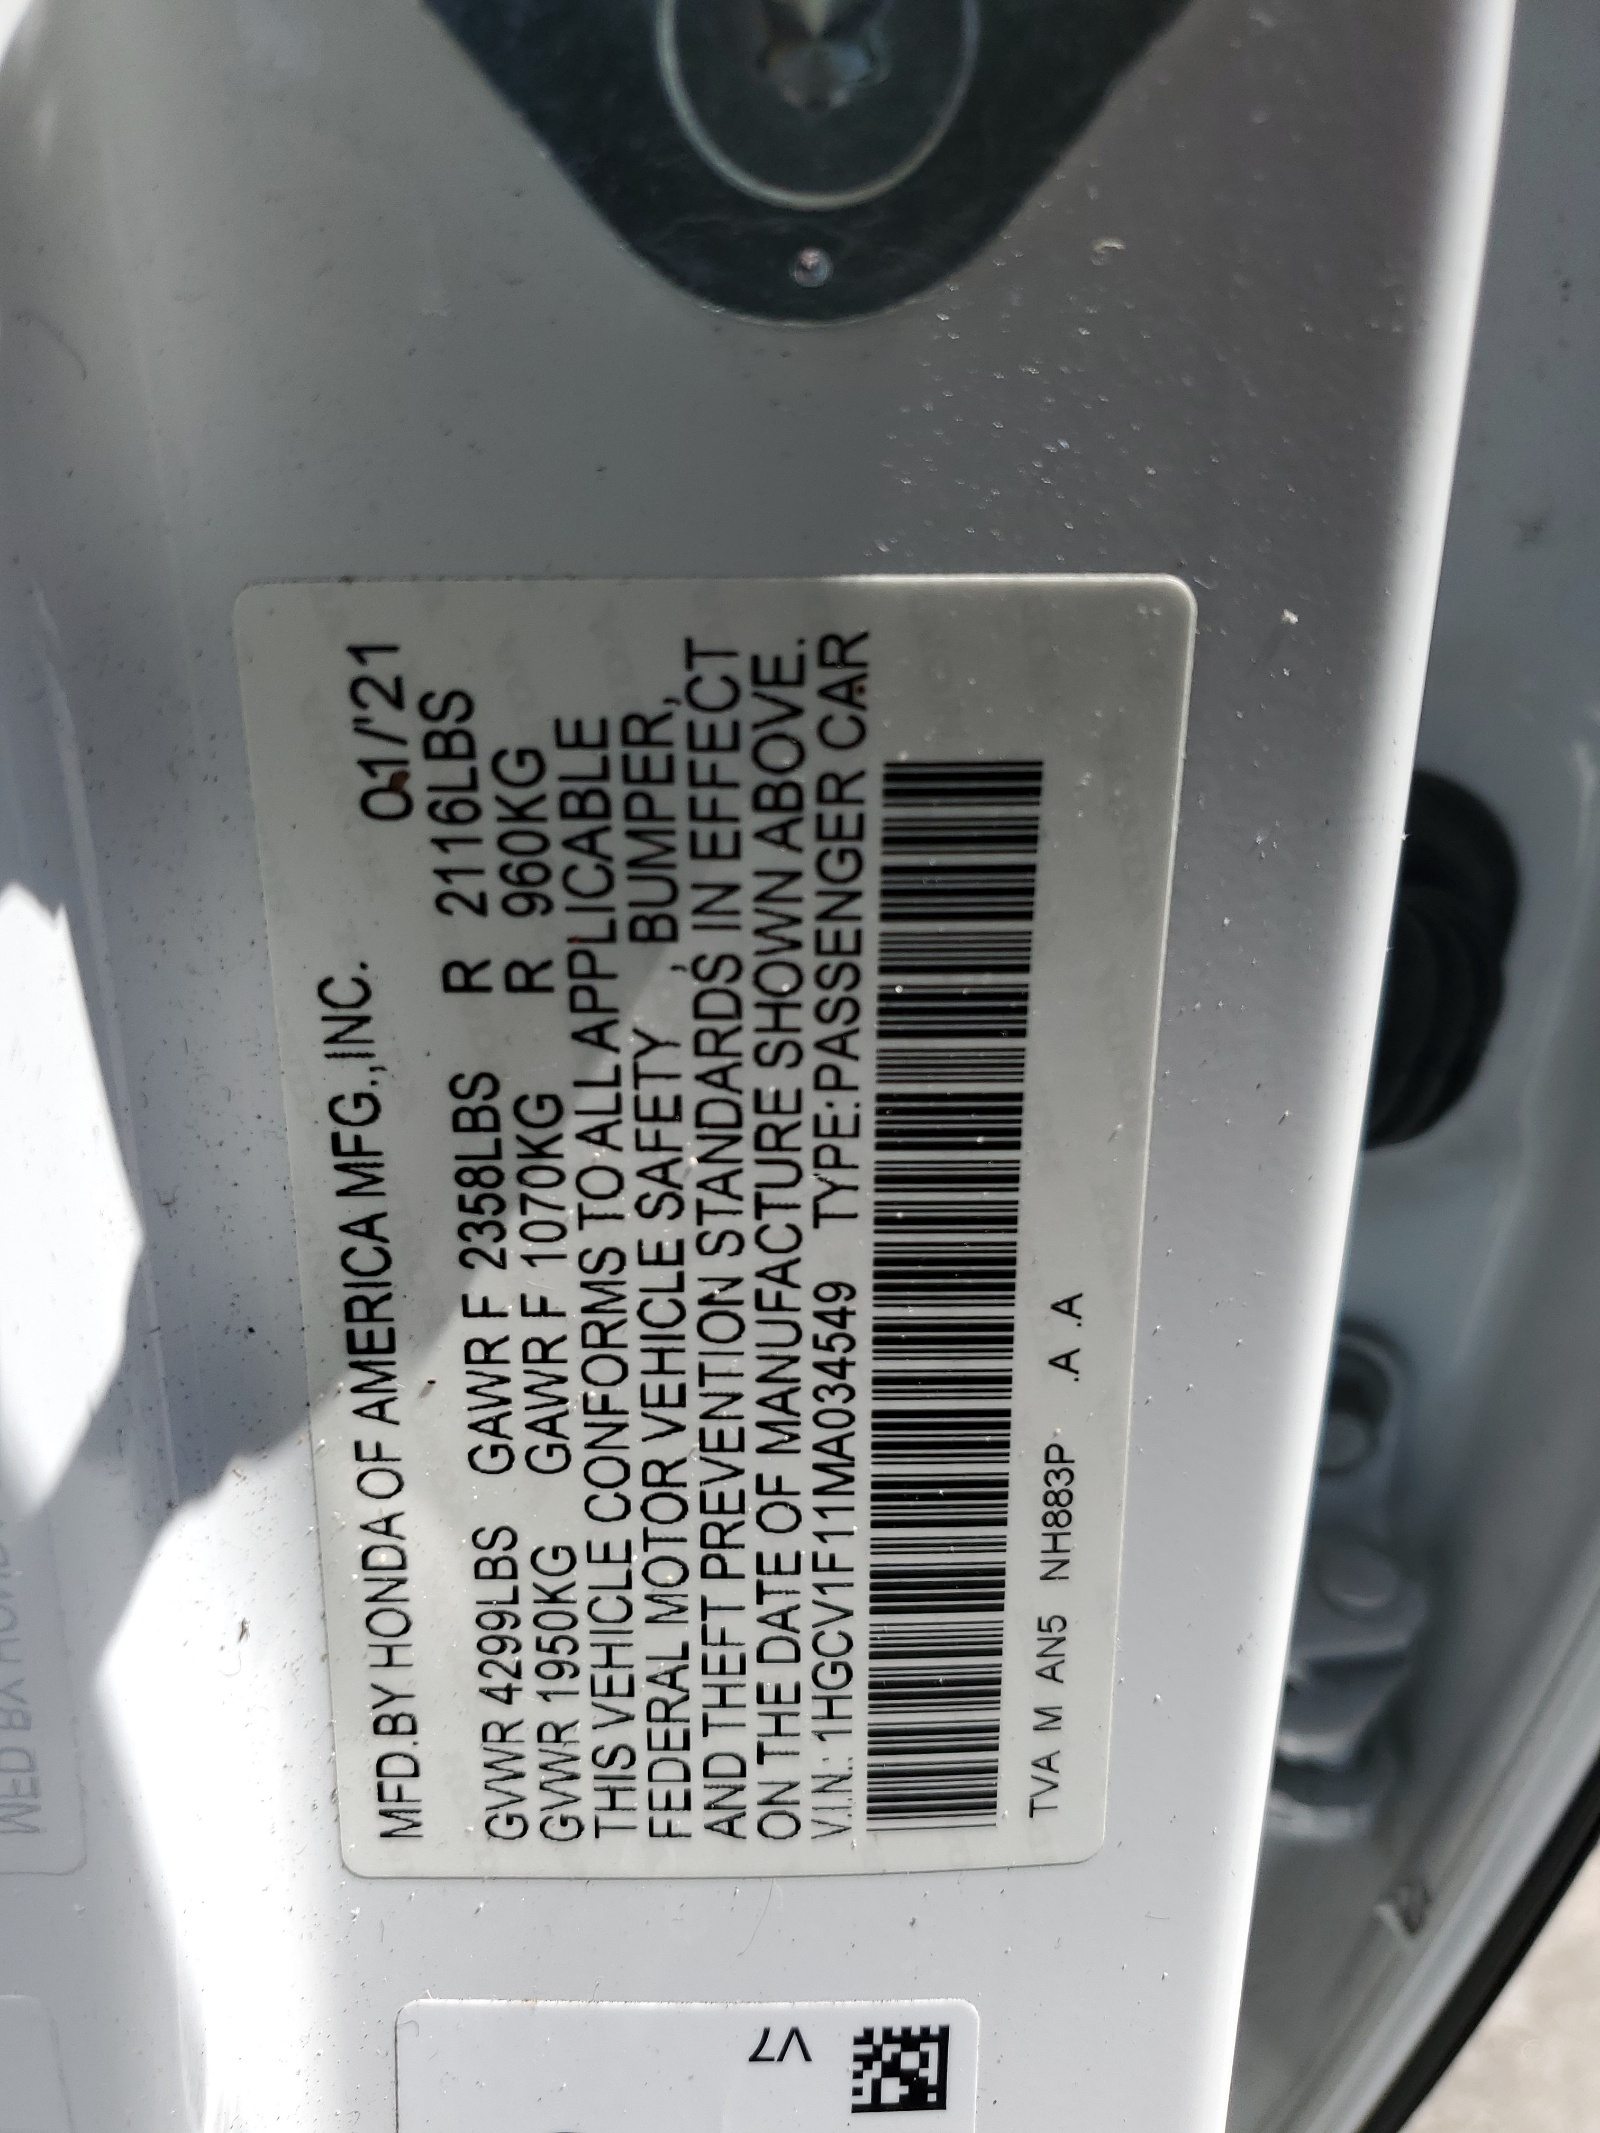 MFD.BY HONDA OF AMERICA MFG.,INC. 01/'21
GVWR 4299LBS GAWR F 2358LBS R 2116LBS
GVWR 1950KG GAWR F 1070KG R 960KG
THIS VEHICLE CONFORMS TO ALL APPLICABLE
FEDERAL MOTOR VEHICLE SAFETY , BUMPER,
AND THEFT PREVENTION STANDARDS IN EFFECT
ON THE DATE OF MANUFACTURE SHOWN ABOVE.
V.I.N.: 1HGCV1F11MA034549 TYPE:PASSENGER CAR
TVA M AN5 NH883P .A .A
V7